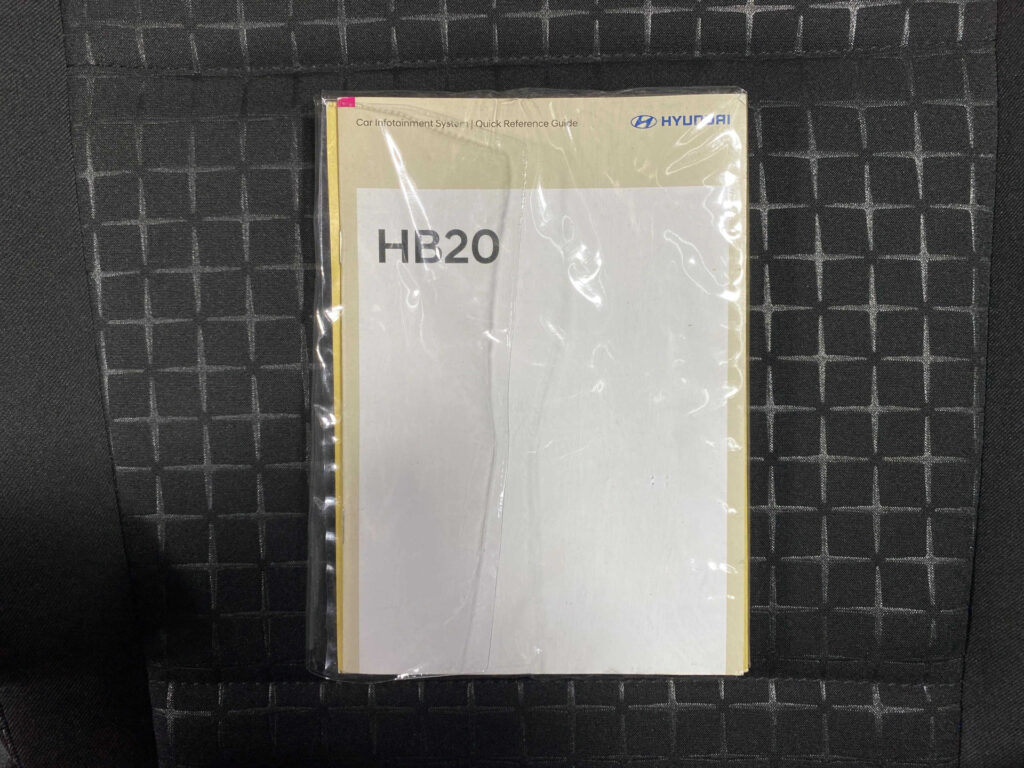 Car Infotainment System | Quick Reference Guide
HYUNDAI
HB20